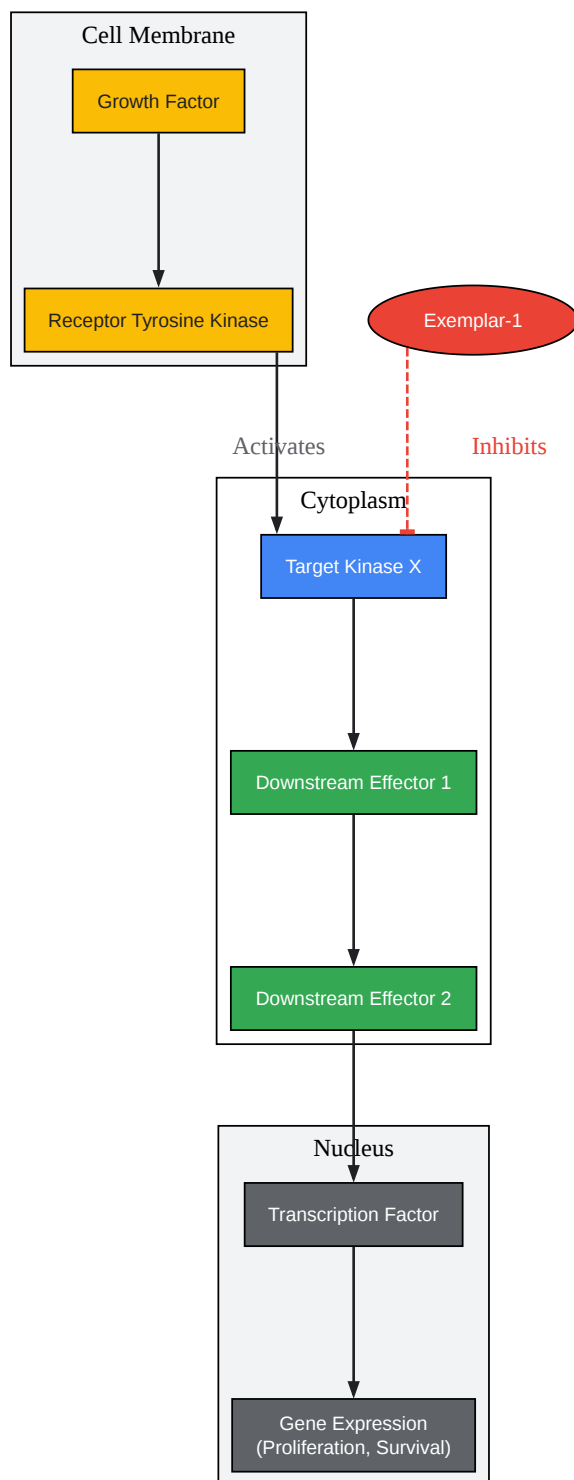 Cell Membrane
Growth Factor
Receptor Tyrosine Kinase
Exemplar-1
Activates
Inhibits
Cytoplasm
Target Kinase X
Downstream Effector 1
Downstream Effector 2
Nucleus
Transcription Factor
Gene Expression
(Proliferation, Survival)